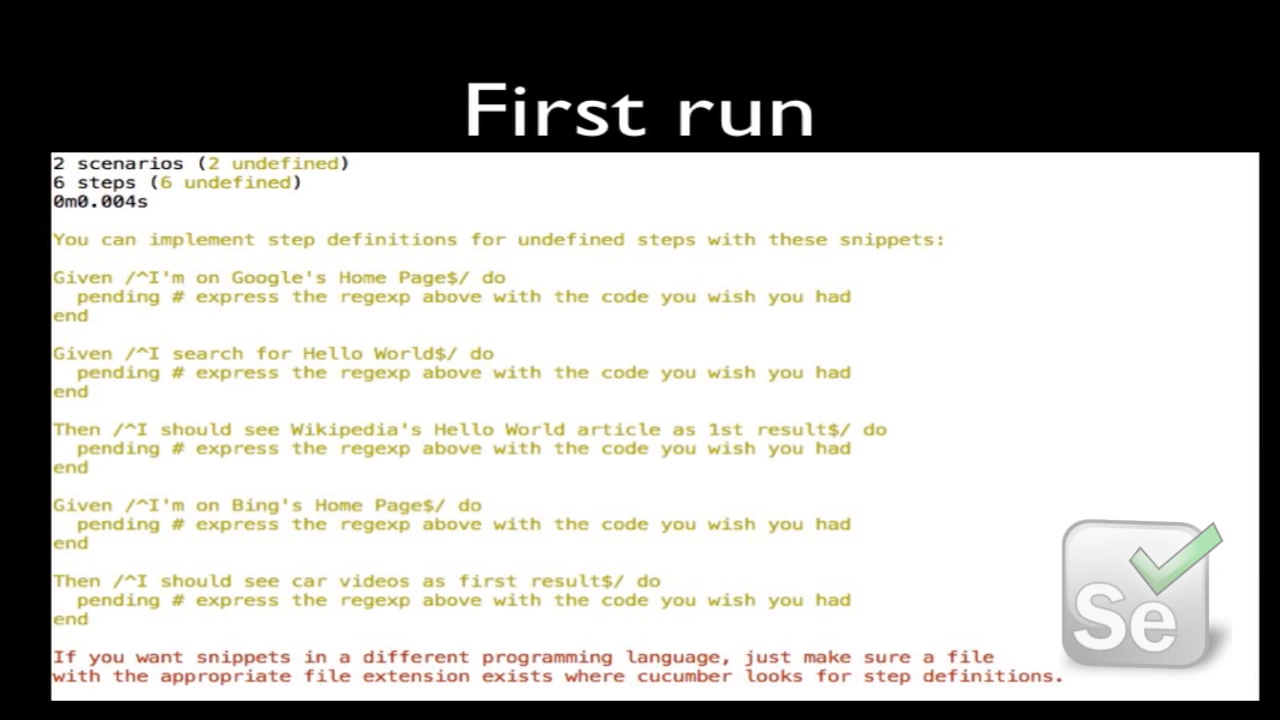 First run
2 scenarios (2 undefined)
6 steps (6 undefined)
0m0.004s
You can implement step definitions for undefined steps with these snippets:
Given /^I'm on Google's Home Page$/ do
  pending # express the regexp above with the code you wish you had
end
Given /^I search for Hello World$/ do
  pending # express the regexp above with the code you wish you had
end
Then /^I should see Wikipedia's Hello World article as 1st result$/ do
  pending # express the regexp above with the code you wish you had
end
Given /^I'm on Bing's Home Page$/ do
  pending # express the regexp above with the code you wish you had
end
Then /^I should see car videos as first result$/ do
  pending # express the regexp above with the code you wish you had
end
If you want snippets in a different programming language, just make sure a file
with the appropriate file extension exists where cucumber looks for step definitions.
Se